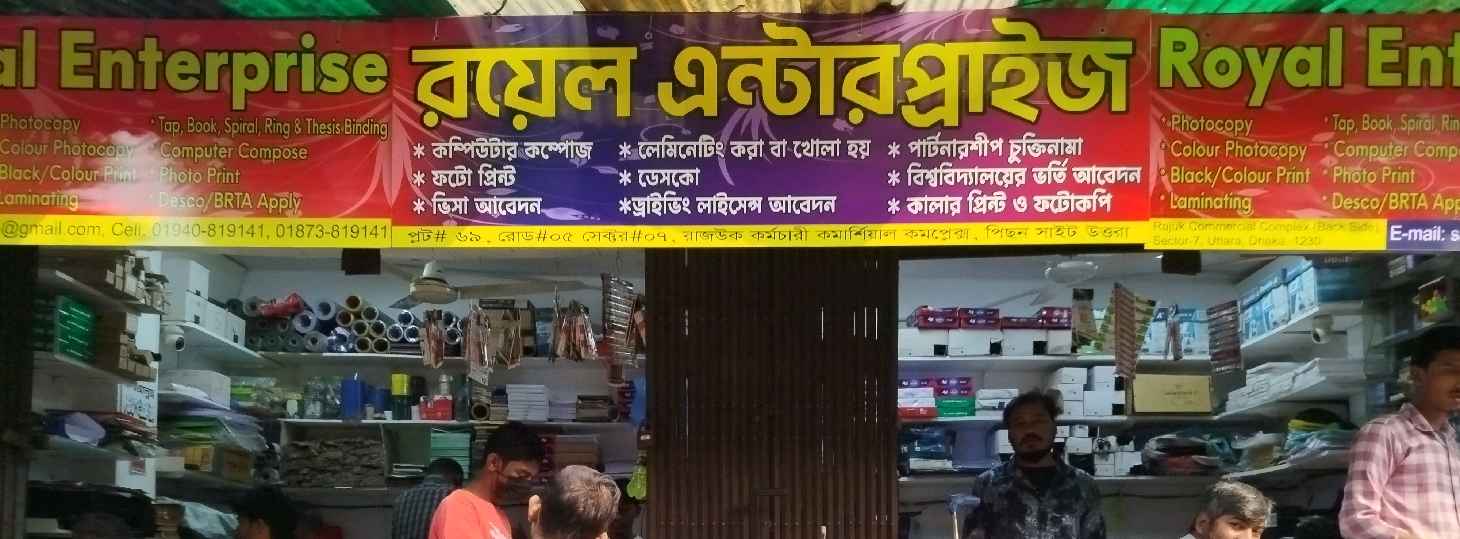 al Enterprise
Photocopy
* Tap, Book, Spiral, Ring & Thesis Binding
Colour Photocopy
* Computer Compose
Black/Colour Print
* Photo Print
Laminating
* Desco/BRTA Apply
@gmail.com, Cell, 01940-819141, 01873-819141
রয়েল এন্টারপ্রাইজ
* কম্পিউটার কম্পোজ
* লেমিনেটিং করা বা খোলা হয়
* পার্টনারশীপ চুক্তিনামা
* ফটো প্রিন্ট
* ডেসকো
* বিশ্ববিদ্যালয়ের ভর্তি আবেদন
* ভিসা আবেদন
*ড্রাইভিং লাইসেন্স আবেদন
* কালার প্রিন্ট ও ফটোকপি
প্লট# ৬৯, রোড#০৫ সেক্টর#০৭, রাজউক কর্মচারী কমার্শিয়াল কমপ্লেক্স, পিছন সাইট উত্তরা
Royal Ent
* Photocopy
* Tap, Book, Spiral, Rin
* Colour Photocopy
* Computer Compo
* Black/Colour Print
* Photo Print
* Laminating
* Desco/BRTA App
Rajuk Commercial Complex (Back Side),
Sector-7, Uttara, Dhaka -1230
E-mail: s